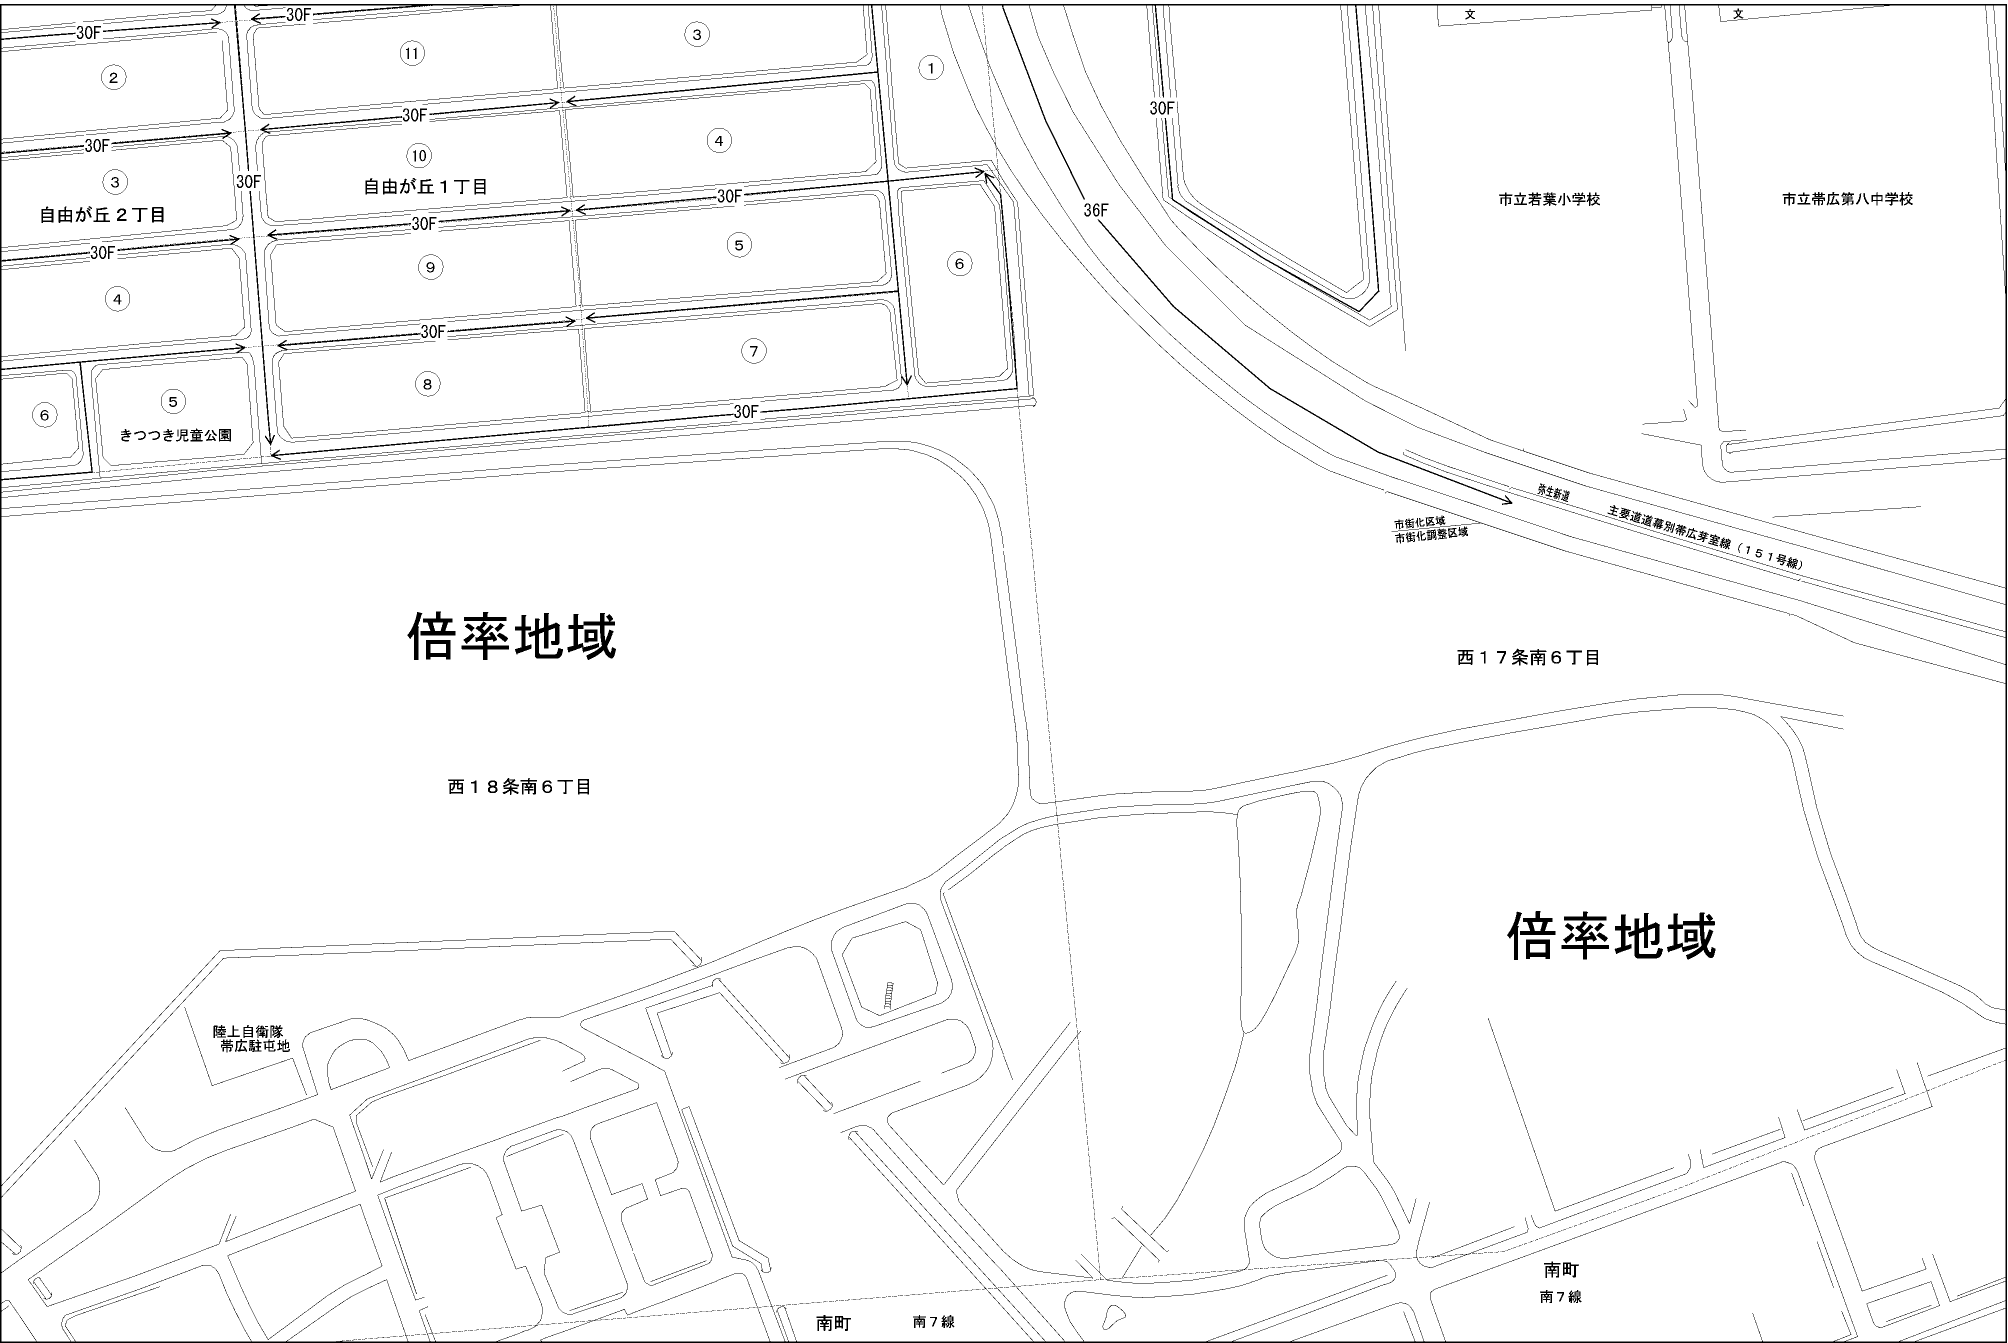 30F
30F
文
文
②
⑪
③
①
30F
30F
30F
③
⑩
④
30F
自由が丘2丁目
自由が丘1丁目
30F
30F
36F
市立若葉小学校
市立帯広第八中学校
30F
30F
④
⑨
⑤
⑥
30F
⑥
⑤
⑧
⑦
きつつき児童公園
30F
弥生新道
主要道道幕別帯広芽室線(151号線)
市街化区域
市街化調整区域
倍率地域
西17条南6丁目
西18条南6丁目
倍率地域
陸上自衛隊
帯広駐屯地
南町
南7線
南町
南7線